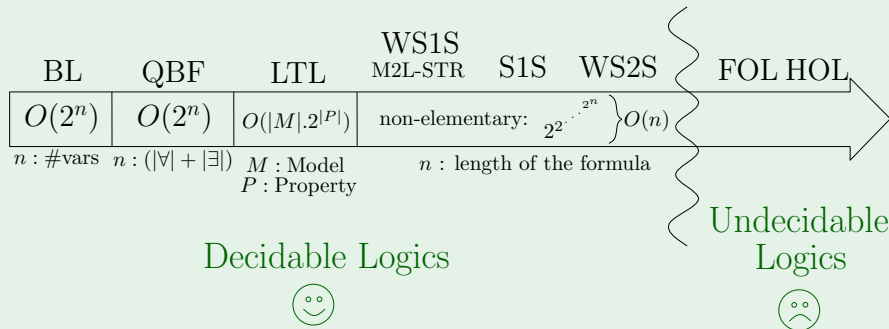 WS1S
BL QBF LTL M2L-STR S1S WS2S FOL HOL
O(2^n) O(2^n) O(|M|.2^{|P|}) non-elementary: 2^{2^{⋰^{2^n}}} }O(n)
n : #vars n : (|∀| + |∃|) M : Model n : length of the formula
P : Property
Undecidable
Decidable Logics Logics